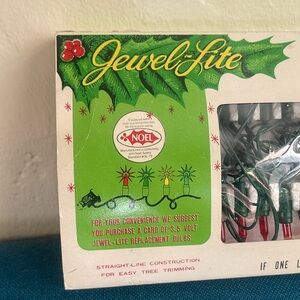 Jewel-Lite
NOEL
FOR YOUR CONVENIENCE WE SUGGEST
YOU PURCHASE A CARD OF 3.5 VOLT
JEWEL-LITE REPLACEMENT BULBS
STRAIGHT-LINE CONSTRUCTION
FOR EASY TREE TRIMMING
IF ONE L